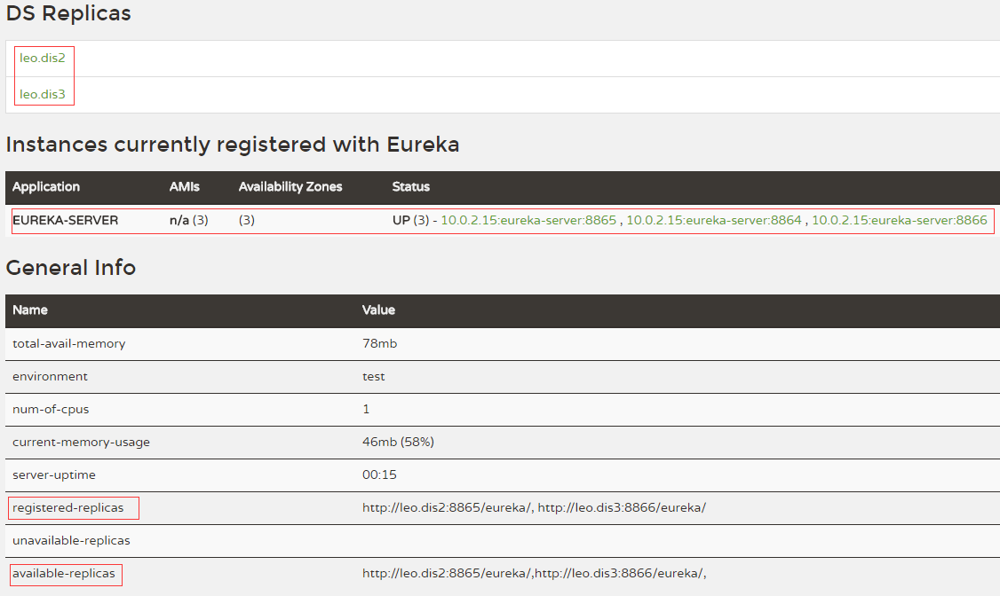 DS Replicas
leo.dis2
leo.dis3
Instances currently registered with Eureka
Application AMIs Availability Zones Status
EUREKA-SERVER n/a (3) (3) UP (3) - 10.0.2.15:eureka-server:8865 , 10.0.2.15:eureka-server:8864 , 10.0.2.15:eureka-server:8866
General Info
Name Value
total-avail-memory 78mb
environment test
num-of-cpus 1
current-memory-usage 46mb (58%)
server-uptime 00:15
registered-replicas http://leo.dis2:8865/eureka/, http://leo.dis3:8866/eureka/
unavailable-replicas
available-replicas http://leo.dis2:8865/eureka/,http://leo.dis3:8866/eureka/,